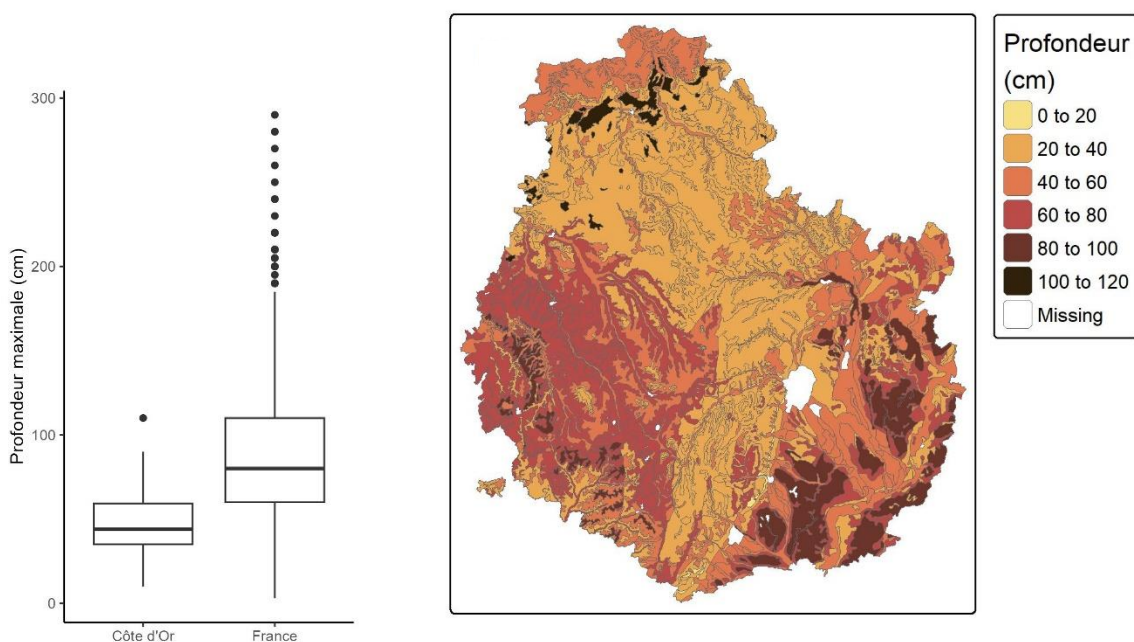 Profondeur maximale (cm)
300
200
100
0
Côte d'Or
France
Profondeur
(cm)
0 to 20
20 to 40
40 to 60
60 to 80
80 to 100
100 to 120
Missing